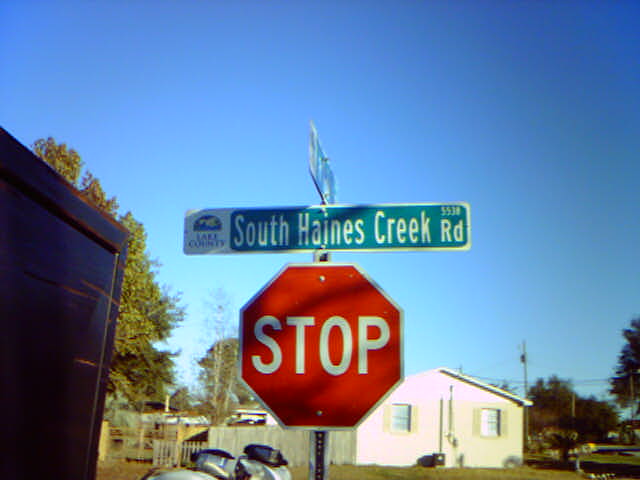 LAKE
COUNTY
South Haines Creek Rd
5538
STOP